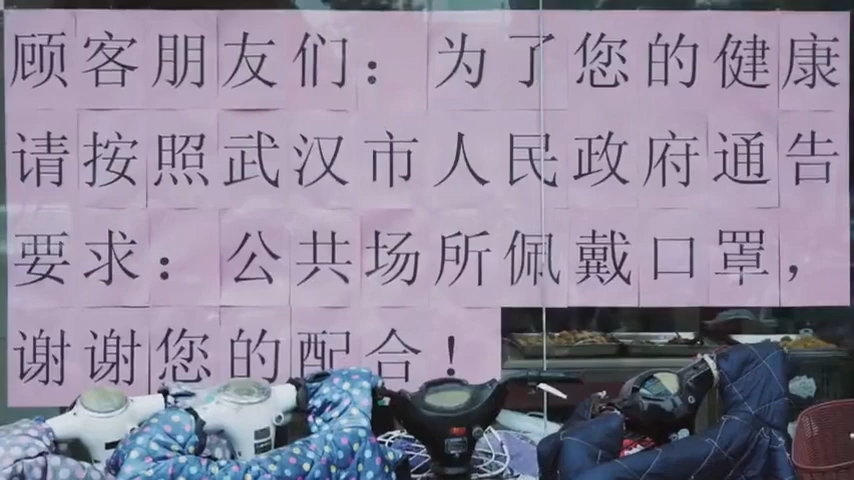 顾客朋友们：为了您的健康
请按照武汉市人民政府通告
要求：公共场所佩戴口罩，
谢谢您的配合！